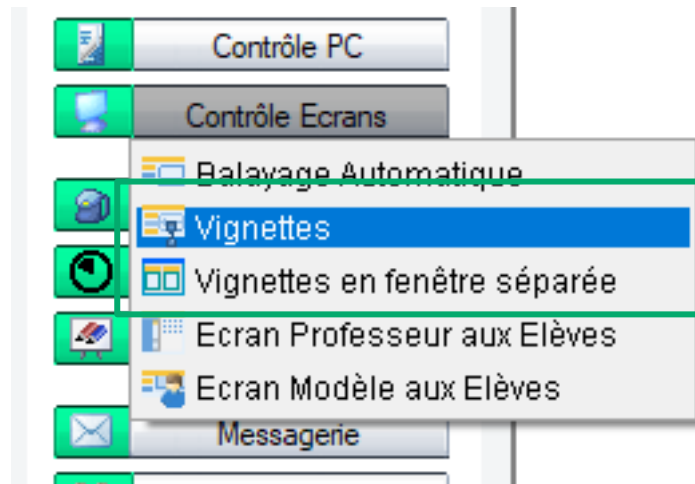 Contrôle PC
Contrôle Ecrans
Balayage Automatique
Vignettes
Vignettes en fenêtre séparée
Ecran Professeur aux Elèves
Ecran Modèle aux Elèves
Messagerie